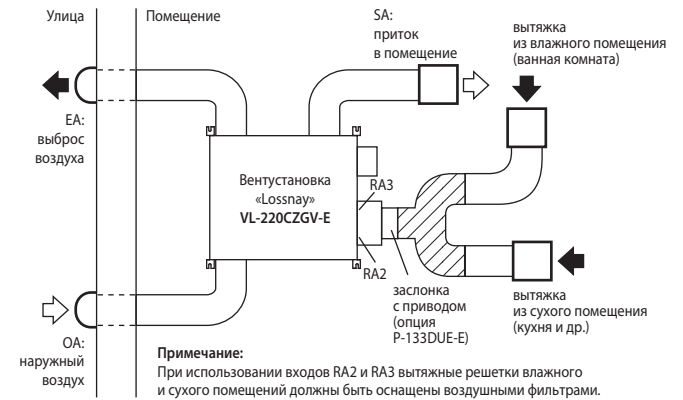 Улица
Помещение
SA:
приток
в помещение
вытяжка
из влажного помещения
(ванная комната)
EA:
выброс
воздуха
Вентустановка
«Lossnay»
VL-220CZGV-E
RA3
RA2
заслонка
с приводом
(опция
P-133DUE-E)
вытяжка
из сухого помещения
(кухня и др.)
OA:
наружный
воздух
Примечание:
При использовании входов RA2 и RA3 вытяжные решетки влажного
и сухого помещений должны быть оснащены воздушными фильтрами.